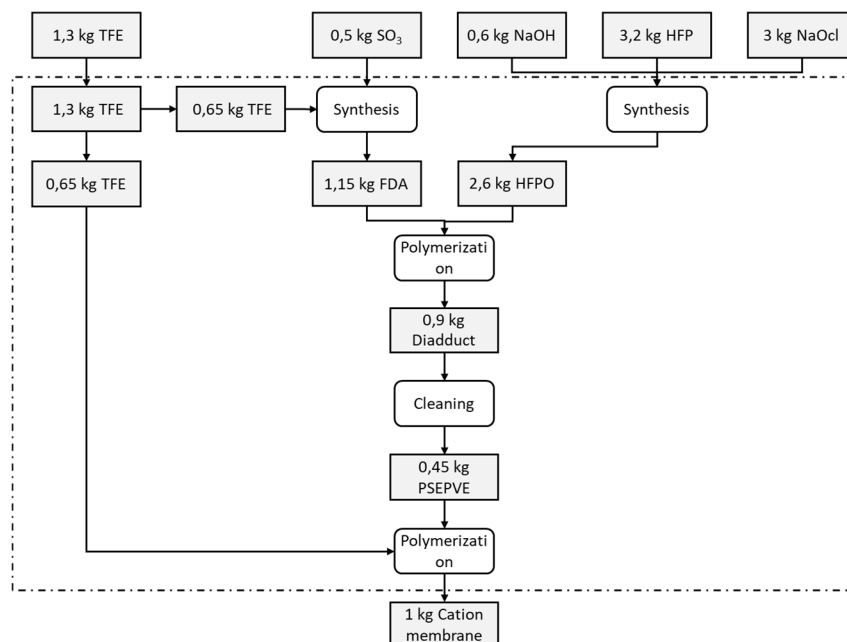 1,3 kg TFE
0,5 kg SO₃
0,6 kg NaOH
3,2 kg HFP
3 kg NaOcl
1,3 kg TFE
0,65 kg TFE
Synthesis
Synthesis
0,65 kg TFE
1,15 kg FDA
2,6 kg HFPO
Polymerizati
on
0,9 kg
Diadduct
Cleaning
0,45 kg
PSEPVE
Polymerizati
on
1 kg Cation
membrane